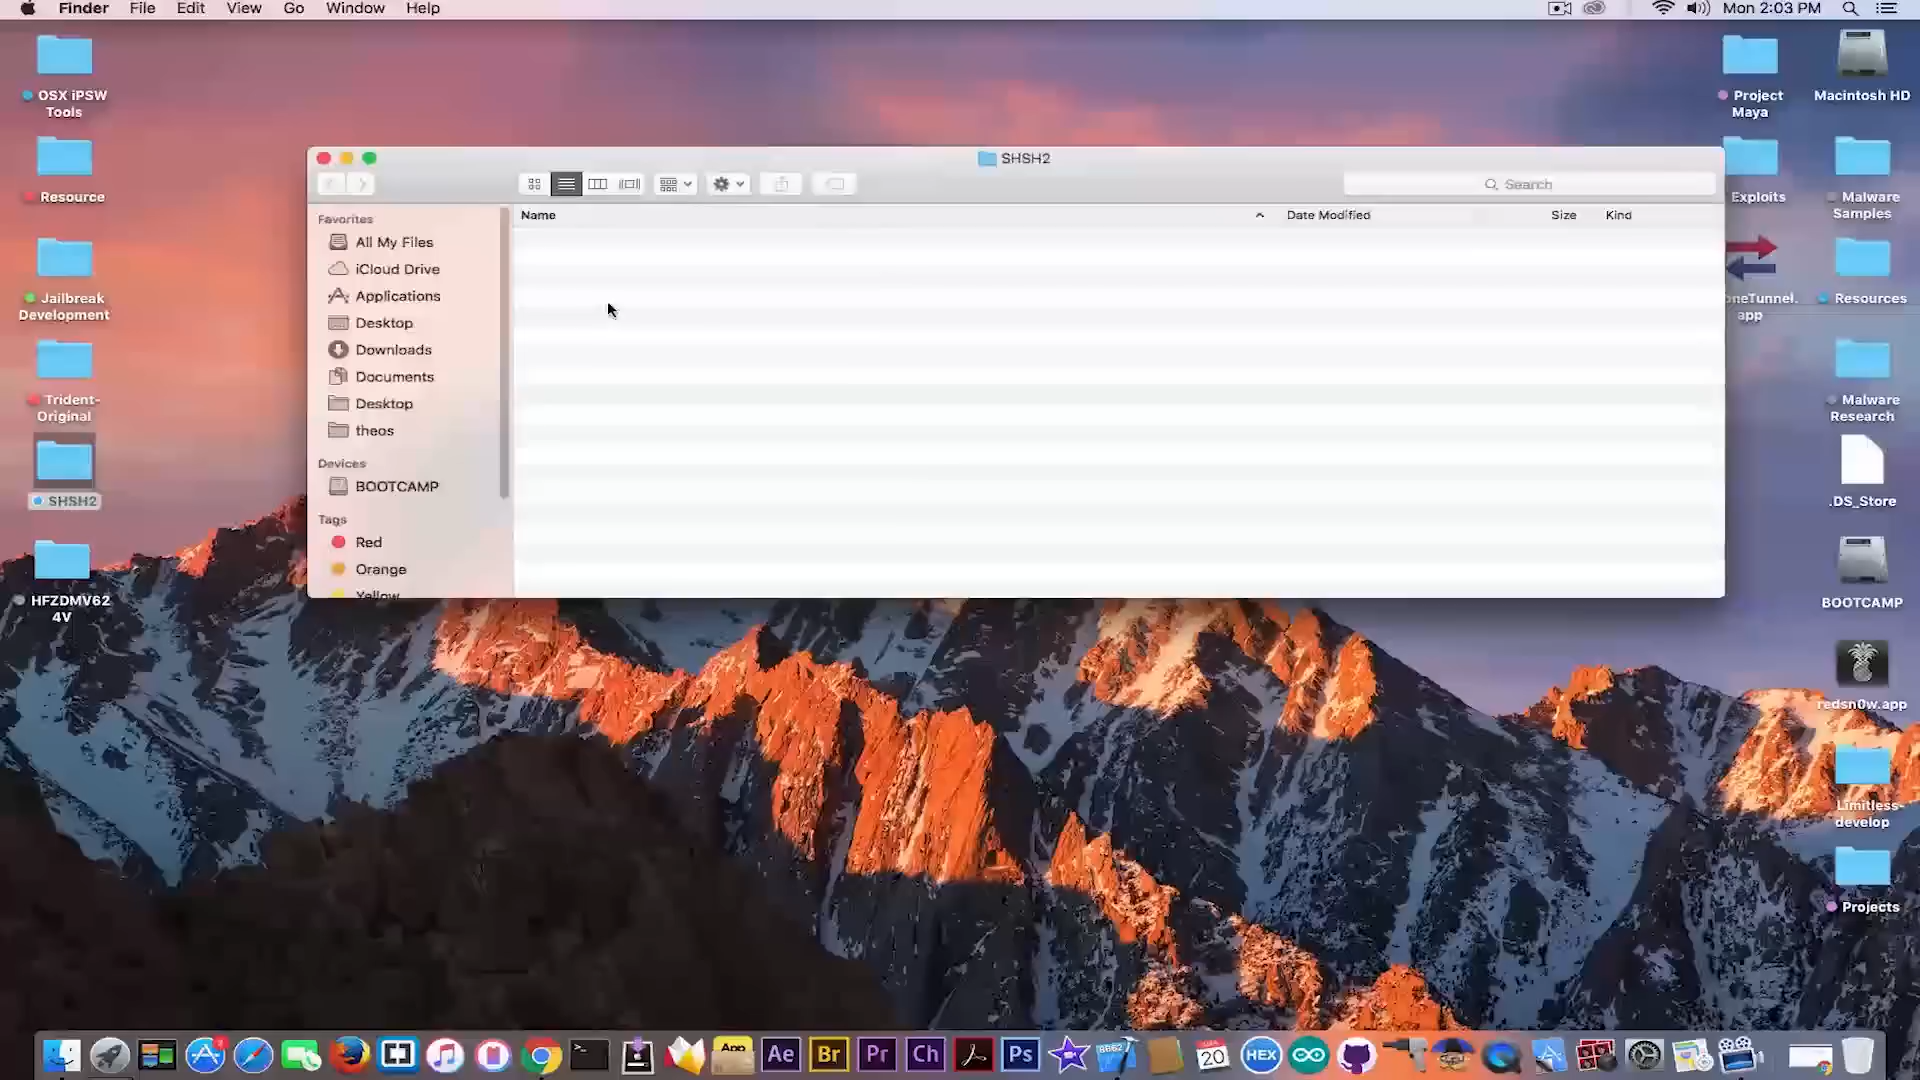 Finder File Edit View Go Window Help
Mon 2:03 PM
OSX iPSW
Tools
Resource
Jailbreak
Development
Trident-
Original
SHSH2
HFZDMV62
4V
SHSH2
Search
Favorites
All My Files
iCloud Drive
Applications
Desktop
Downloads
Documents
Desktop
theos
Devices
BOOTCAMP
Tags
Red
Orange
Yellow
Name
Date Modified
Size
Kind
Project
Maya
Exploits
oneTunnel.
app
Macintosh HD
Malware
Samples
Resources
Malware
Research
.DS_Store
BOOTCAMP
redsn0w.app
Limitless-
develop
Projects
App
Ae
Br
Pr
Ch
Ps
20
HEX